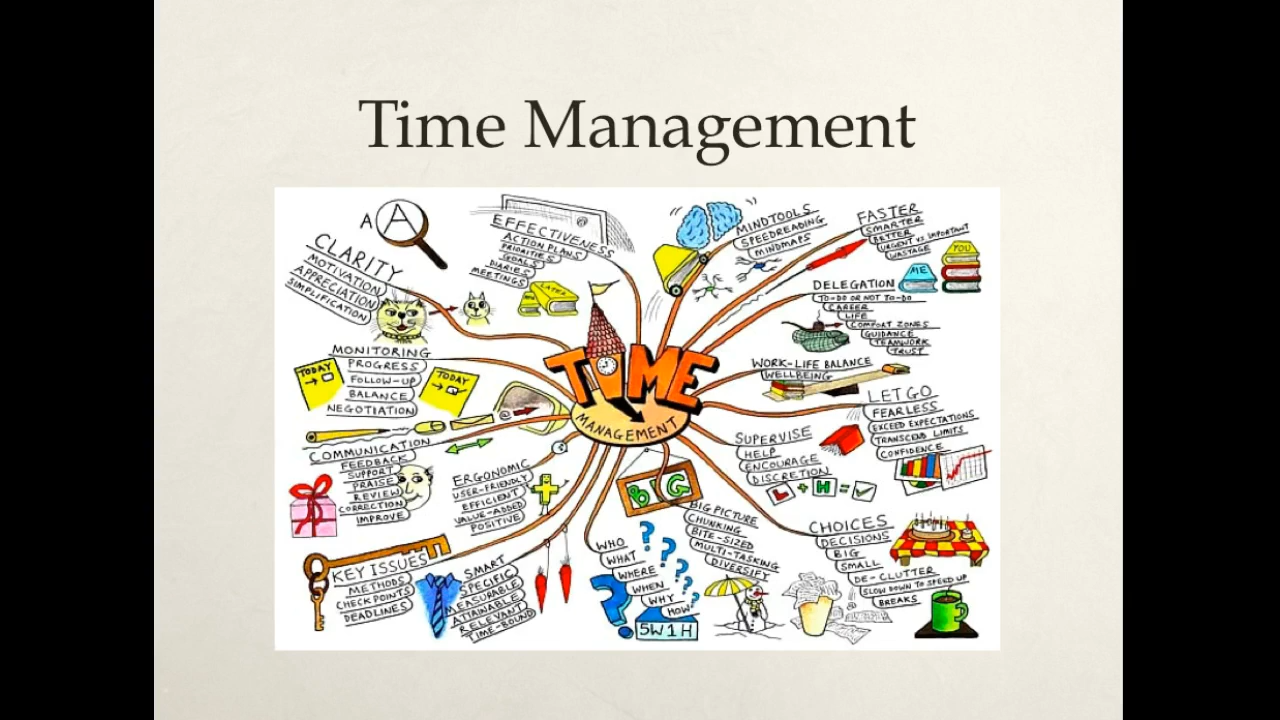 Time Management
A A
CLARITY
MOTIVATION
APPRECIATION
SIMPLIFICATION
EFFECTIVENESS
ACTION PLANS
PRIORITIES
GOALS
DIARIES
MEETINGS
LATER
MINDTOOLS
SPEEDREADING
MINDMAPS
FASTER
SMARTER
BETTER
URGENT VS IMPORTANT
WASTAGE
YOU
ME
DELEGATION
TO-DO OR NOT TO-DO
CAREER
LIFE
COMFORT ZONES
GUIDANCE
TEAMWORK
TRUST
MONITORING
PROGRESS
FOLLOW-UP
BALANCE
NEGOTIATION
TODAY
TODAY
TIME
MANAGEMENT
WORK-LIFE BALANCE
WELLBEING
LET GO
FEARLESS
EXCEED EXPECTATIONS
TRANSCEND LIMITS
CONFIDENCE
@
COMMUNICATION
FEEDBACK
SUPPORT
PRAISE
REVIEW
CORRECTION
IMPROVE
ERGONOMIC
USER-FRIENDLY
EFFICIENT
VALUE-ADDED
POSITIVE
SUPERVISE
HELP
ENCOURAGE
DISCRETION
L + H =
BIG
BIG PICTURE
CHUNKING
BITE-SIZED
MULTI-TASKING
DIVERSIFY
CHOICES
DECISIONS
BIG
SMALL
DE-CLUTTER
SLOW DOWN TO SPEED UP
BREAKS
KEY ISSUES
METHODS
CHECK POINTS
DEADLINES
SMART
SPECIFIC
MEASURABLE
ATTAINABLE
RELEVANT
TIME-BOUND
WHO
WHAT
WHERE
WHEN
WHY
HOW
? ? ? ? ? ?
5W1H